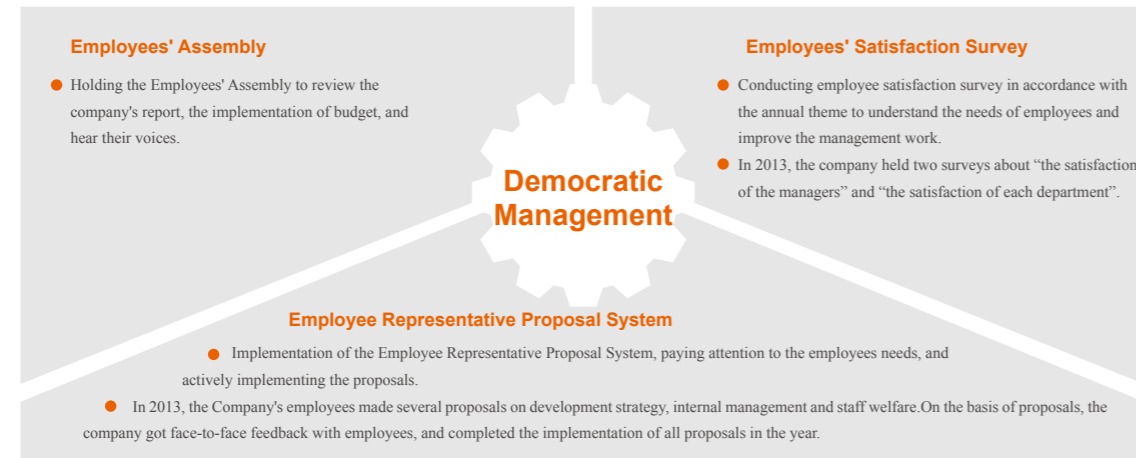 Employees' Assembly
Holding the Employees' Assembly to review the
company's report, the implementation of budget, and
hear their voices.
Employees' Satisfaction Survey
Conducting employee satisfaction survey in accordance with
the annual theme to understand the needs of employees and
improve the management work.
In 2013, the company held two surveys about “the satisfaction
of the managers” and “the satisfaction of each department”.
Democratic
Management
Employee Representative Proposal System
Implementation of the Employee Representative Proposal System, paying attention to the employees needs, and
actively implementing the proposals.
In 2013, the Company's employees made several proposals on development strategy, internal management and staff welfare.On the basis of proposals, the
company got face-to-face feedback with employees, and completed the implementation of all proposals in the year.